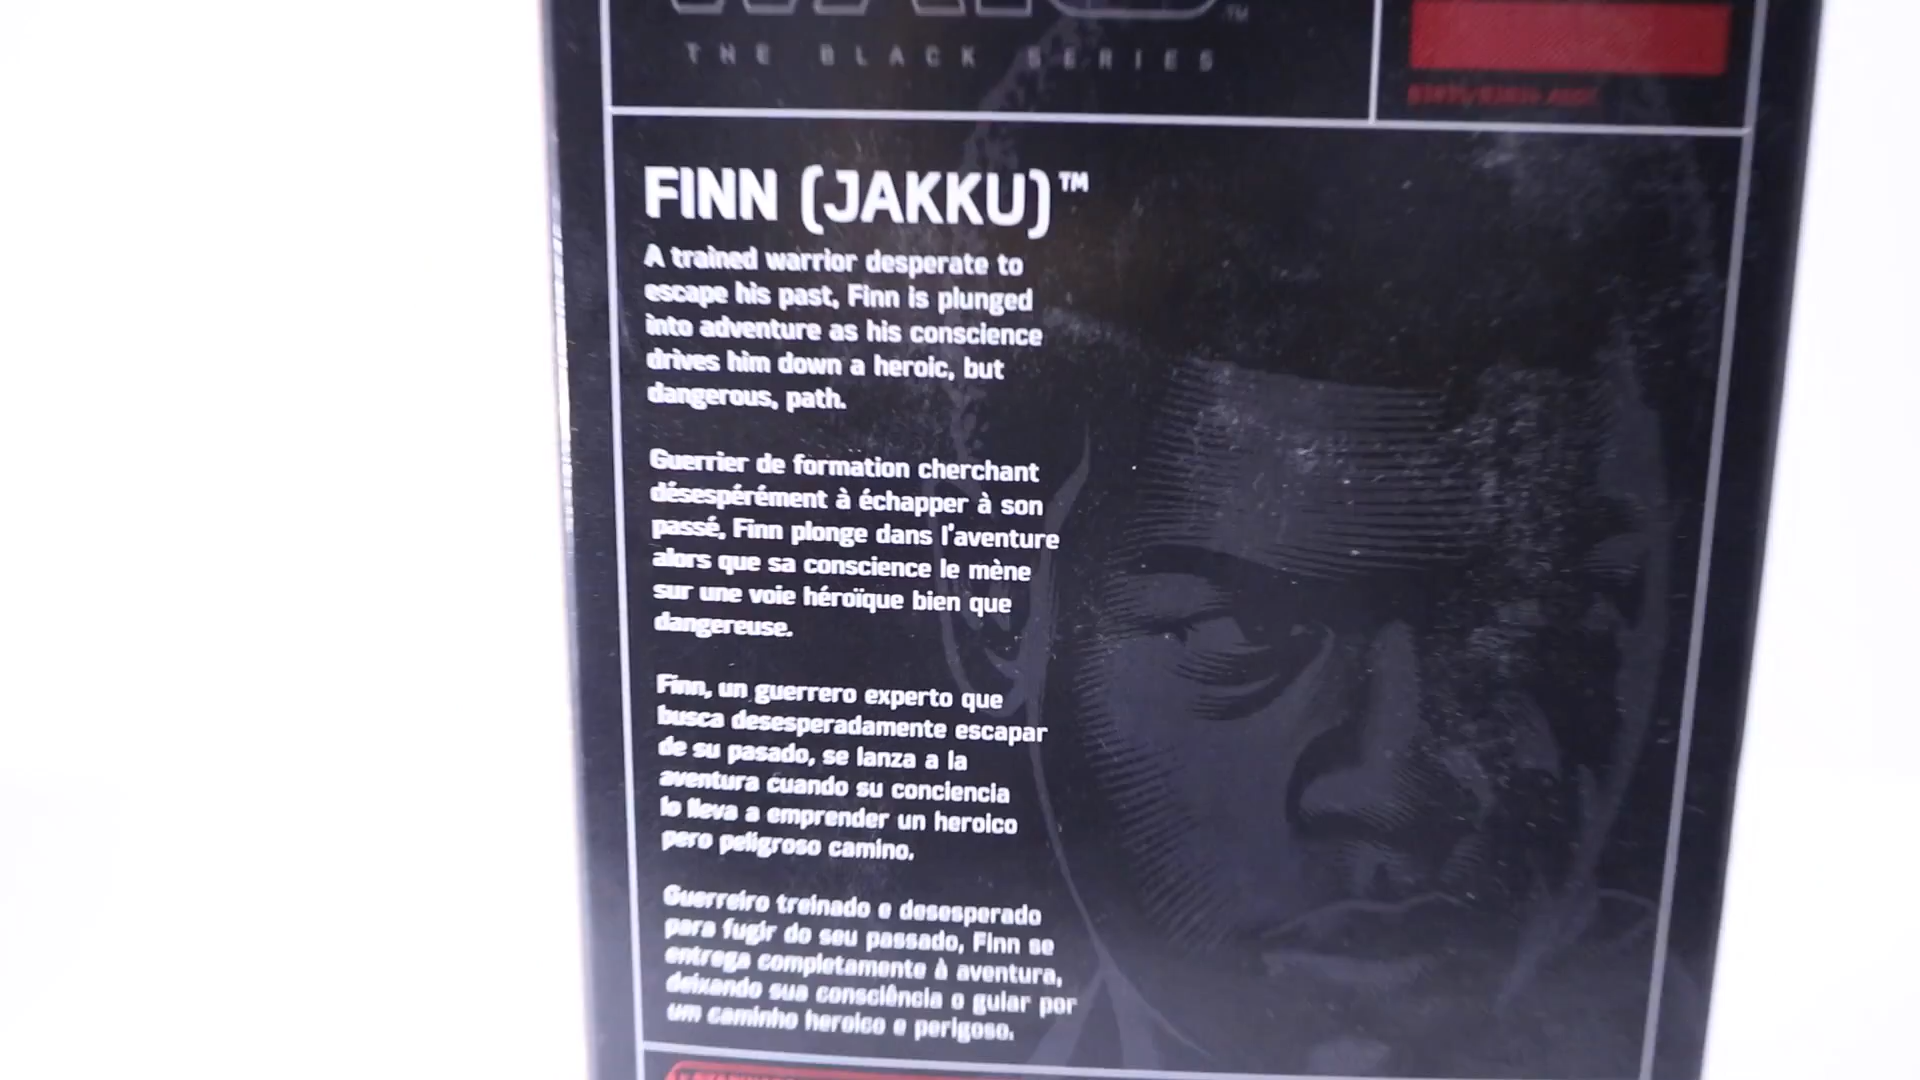 WARS™
THE BLACK SERIES
FINN (JAKKU)™
A trained warrior desperate to
escape his past, Finn is plunged
into adventure as his conscience
drives him down a heroic, but
dangerous, path.
Guerrier de formation cherchant
désespérément à échapper à son
passé, Finn plonge dans l'aventure
alors que sa conscience le mène
sur une voie héroïque bien que
dangereuse.
Finn, un guerrero experto que
busca desesperadamente escapar
de su pasado, se lanza a la
aventura cuando su conciencia
lo lleva a emprender un heroico
pero peligroso camino.
Guerreiro treinado e desesperado
para fugir do seu passado, Finn se
entrega completamente à aventura,
deixando sua consciência o guiar por
um caminho heroico e perigoso.